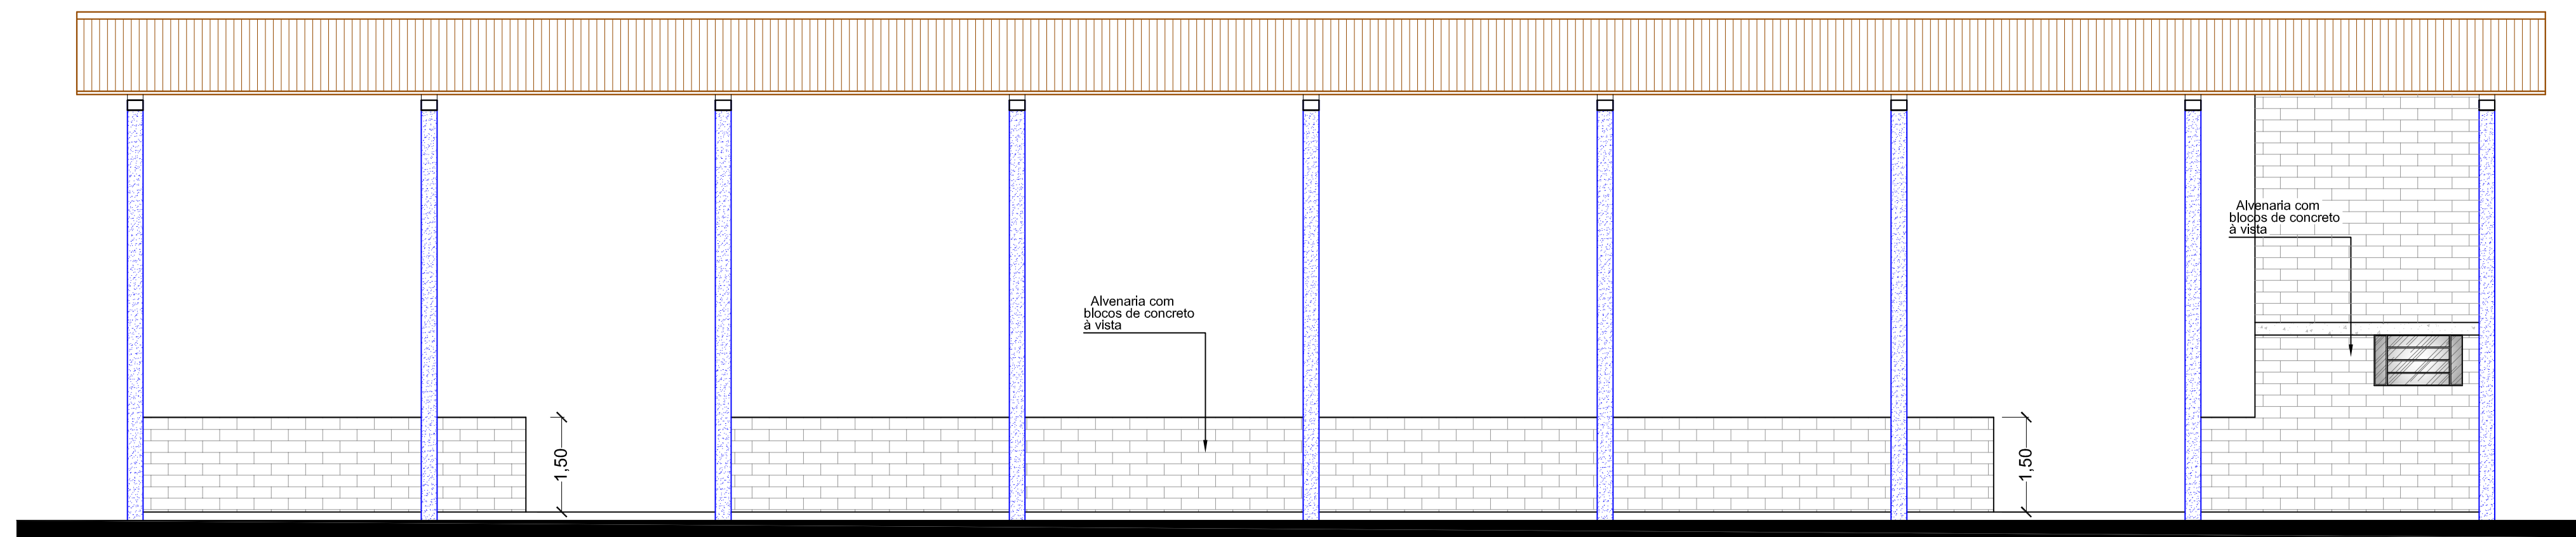 Alvenaria com
blocos de concreto
à vista
Alvenaria com
blocos de concreto
à vista
1,50
1,50